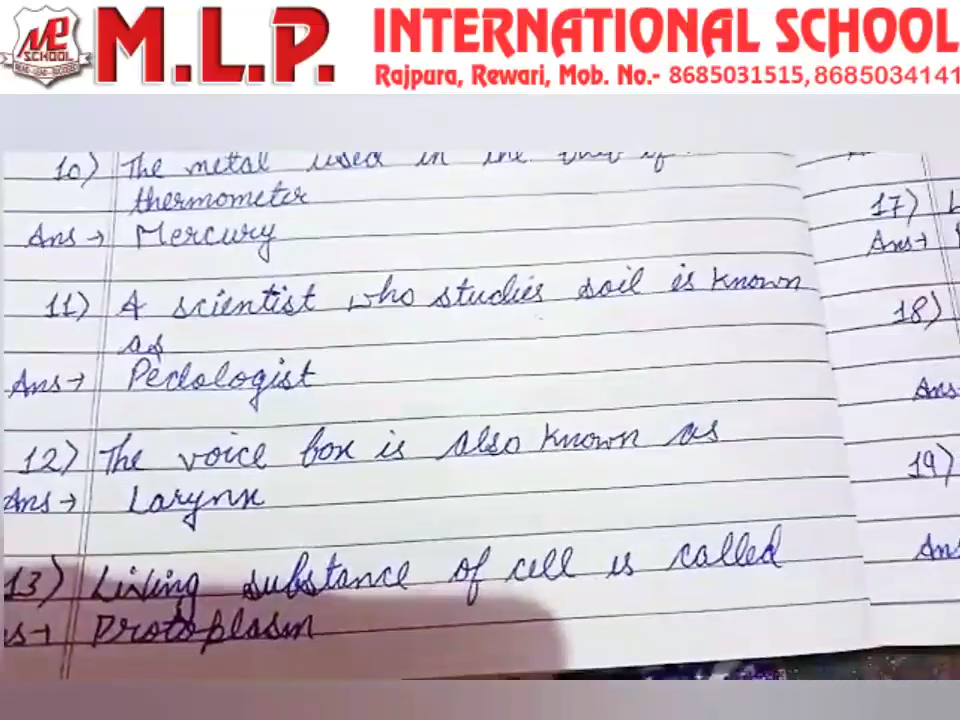 MLP
SCHOOL
M.L.P. INTERNATIONAL SCHOOL
Rajpura, Rewari, Mob. No.- 8685031515, 8685034141
10) The metal used in the
thermometer
Ans → Mercury
11) A scientist who studies soil is known
as
Ans → Pedologist
12) The voice box is also known as
Ans → Larynx
13) Living substance of cell is called
s → Protoplasm
17)
Ans →
18)
Ans
19)
Ans